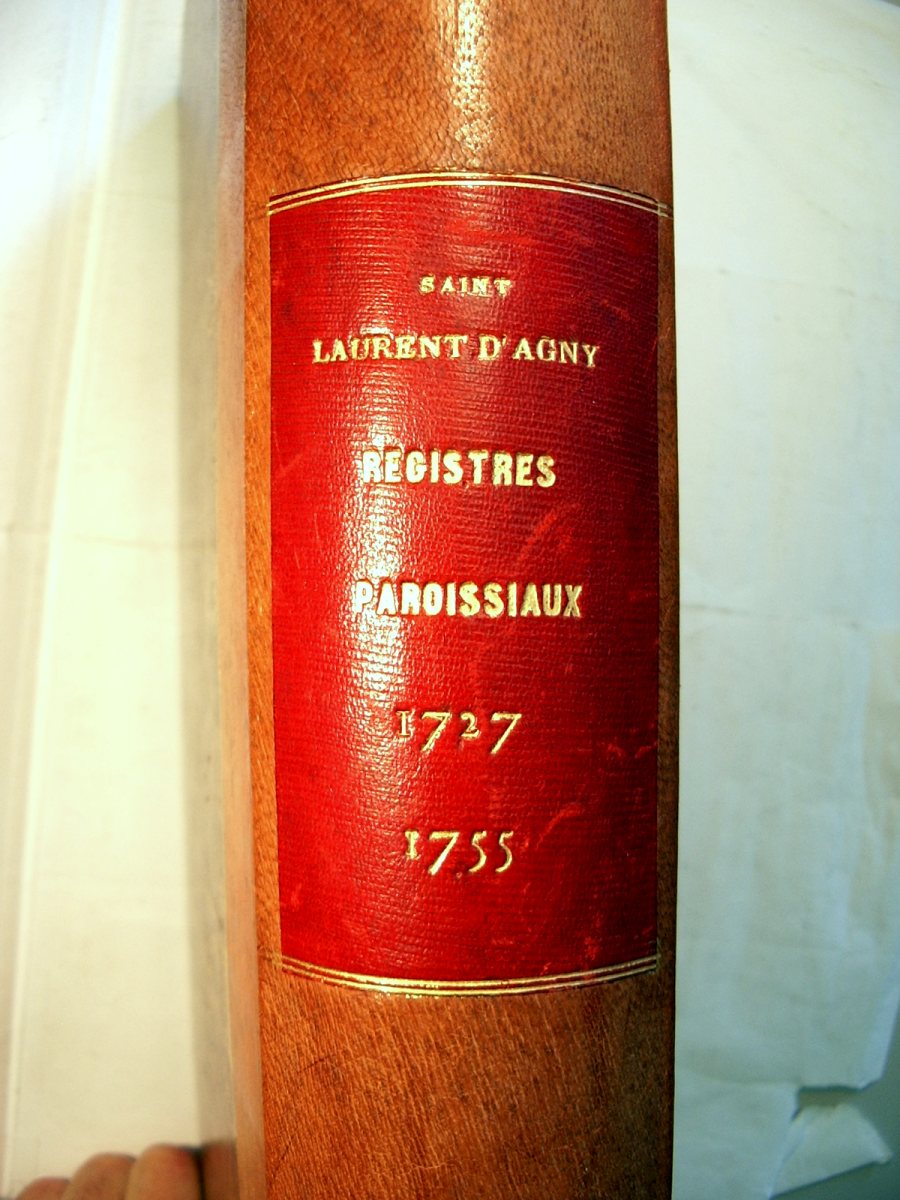 SAINT
LAURENT D'AGNY
REGISTRES
PAROISSIAUX
1727
1755